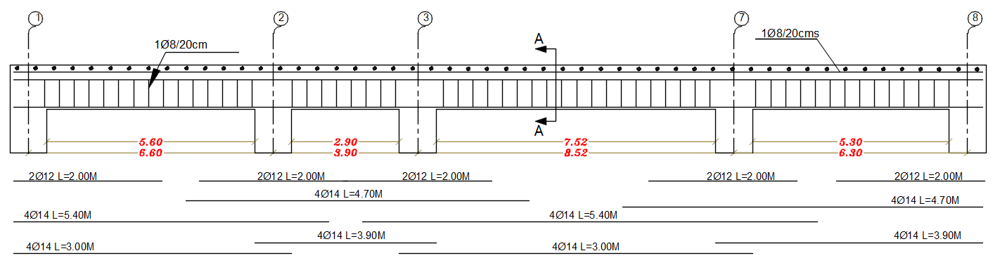 1 2 3 7 8
1Ø8/20cm
A
1Ø8/20cms
A
5.60 2.90 7.52 5.30
6.60 3.90 8.52 6.30
2Ø12 L=2.00M 2Ø12 L=2.00M 2Ø12 L=2.00M 2Ø12 L=2.00M 2Ø12 L=2.00M
4Ø14 L=4.70M
4Ø14 L=4.70M
4Ø14 L=5.40M 4Ø14 L=5.40M
4Ø14 L=3.90M 4Ø14 L=3.90M
4Ø14 L=3.00M 4Ø14 L=3.00M